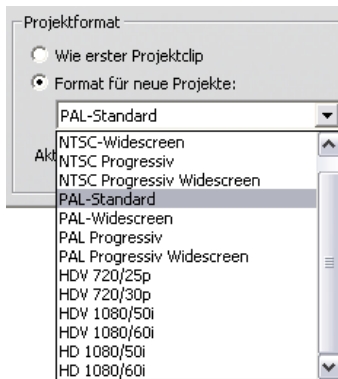 Projektformat
Wie erster Projektclip
Format für neue Projekte:
PAL-Standard
Akt
NTSC-Widescreen
NTSC Progressiv
NTSC Progressiv Widescreen
PAL-Standard
PAL-Widescreen
PAL Progressiv
PAL Progressiv Widescreen
HDV 720/25p
HDV 720/30p
HDV 1080/50i
HDV 1080/60i
HD 1080/50i
HD 1080/60i